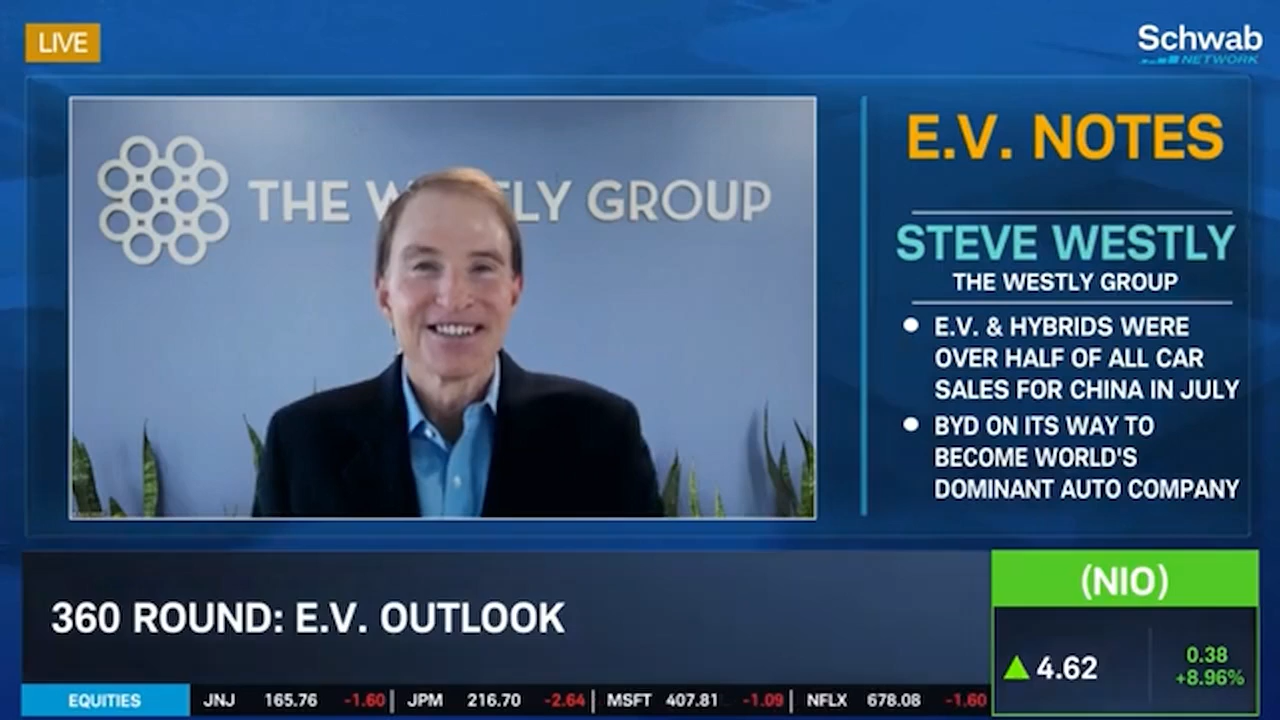 LIVE
Schwab
NETWORK
THE WESTLY GROUP
E.V. NOTES
STEVE WESTLY
THE WESTLY GROUP
E.V. & HYBRIDS WERE
OVER HALF OF ALL CAR
SALES FOR CHINA IN JULY
BYD ON ITS WAY TO
BECOME WORLD'S
DOMINANT AUTO COMPANY
360 ROUND: E.V. OUTLOOK
(NIO)
4.62
0.38
+8.96%
EQUITIES JNJ 165.76 -1.60 JPM 216.70 -2.64 MSFT 407.81 -1.09 NFLX 678.08 -1.60